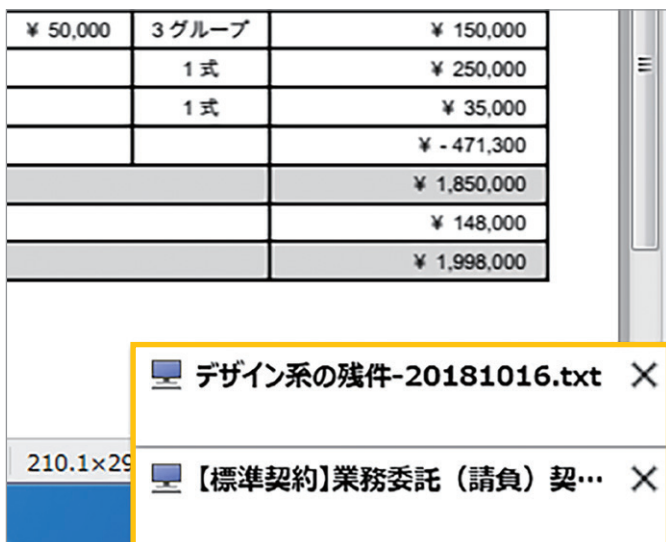 ¥ 50,000 3グループ ¥ 150,000
1式 ¥ 250,000
1式 ¥ 35,000
¥ - 471,300
¥ 1,850,000
¥ 148,000
¥ 1,998,000
デザイン系の残件-20181016.txt
210.1×29
【標準契約】業務委託（請負）契…